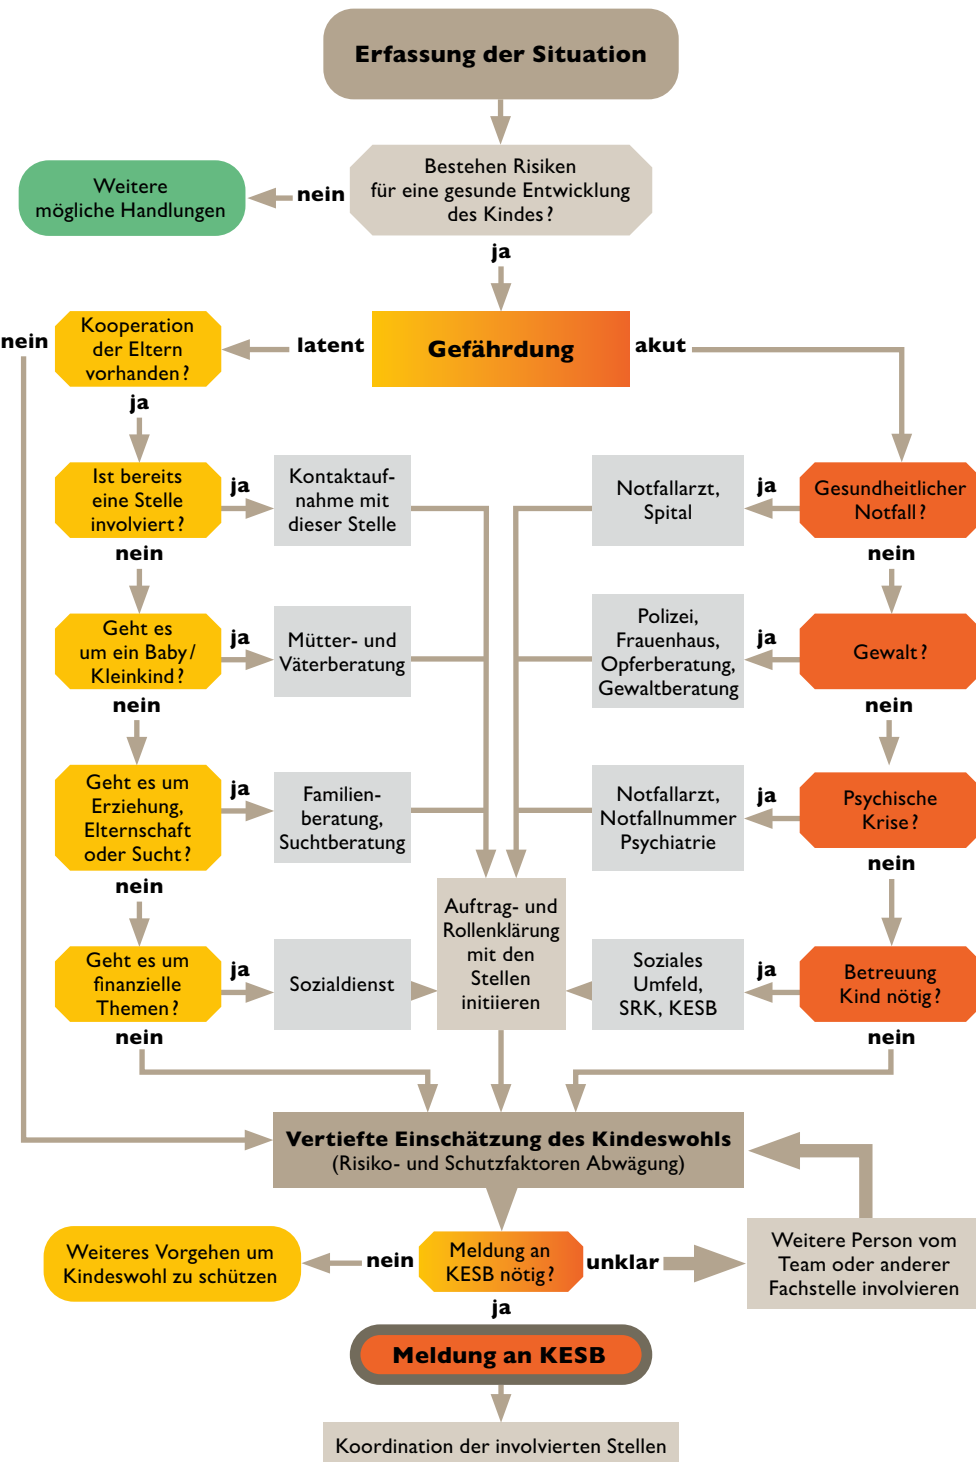 Erfassung der Situation
Bestehen Risiken
für eine gesunde Entwicklung
des Kindes?
nein
Weitere
mögliche Handlungen
ja
Gefährdung
latent
akut
Kooperation
der Eltern
vorhanden?
nein
ja
Ist bereits
eine Stelle
involviert?
ja
Kontaktauf-
nahme mit
dieser Stelle
nein
Geht es
um ein Baby/
Kleinkind?
ja
Mütter- und
Väterberatung
nein
Geht es um
Erziehung,
Elternschaft
oder Sucht?
ja
Familien-
beratung,
Suchtberatung
nein
Geht es um
finanzielle
Themen?
ja
Sozialdienst
nein
Gesundheitlicher
Notfall?
ja
Notfallarzt,
Spital
nein
Gewalt?
ja
Polizei,
Frauenhaus,
Opferberatung,
Gewaltberatung
nein
Psychische
Krise?
ja
Notfallarzt,
Notfallnummer
Psychiatrie
nein
Betreuung
Kind nötig?
ja
Soziales
Umfeld,
SRK, KESB
nein
Auftrag- und
Rollenklärung
mit den
Stellen
initiieren
Vertiefte Einschätzung des Kindeswohls
(Risiko- und Schutzfaktoren Abwägung)
Meldung an
KESB nötig?
nein
Weiteres Vorgehen um
Kindeswohl zu schützen
unklar
Weitere Person vom
Team oder anderer
Fachstelle involvieren
ja
Meldung an KESB
Koordination der involvierten Stellen